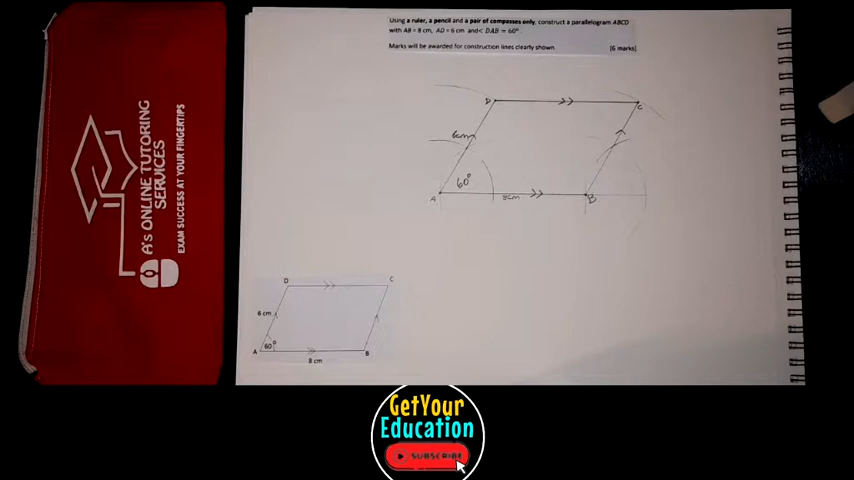 Using a ruler, a pencil and a pair of compasses only, construct a parallelogram ABCD
with AB = 8 cm, AD = 6 cm and < DAB = 60°.
Marks will be awarded for construction lines clearly shown.
[6 marks]
D
C
6cm
60°
A
8cm
B
A's ONLINE TUTORING
SERVICES
EXAM SUCCESS AT YOUR FINGERTIPS
D
C
6 cm
60°
A
B
8 cm
GetYour
Education
SUBSCRIBE